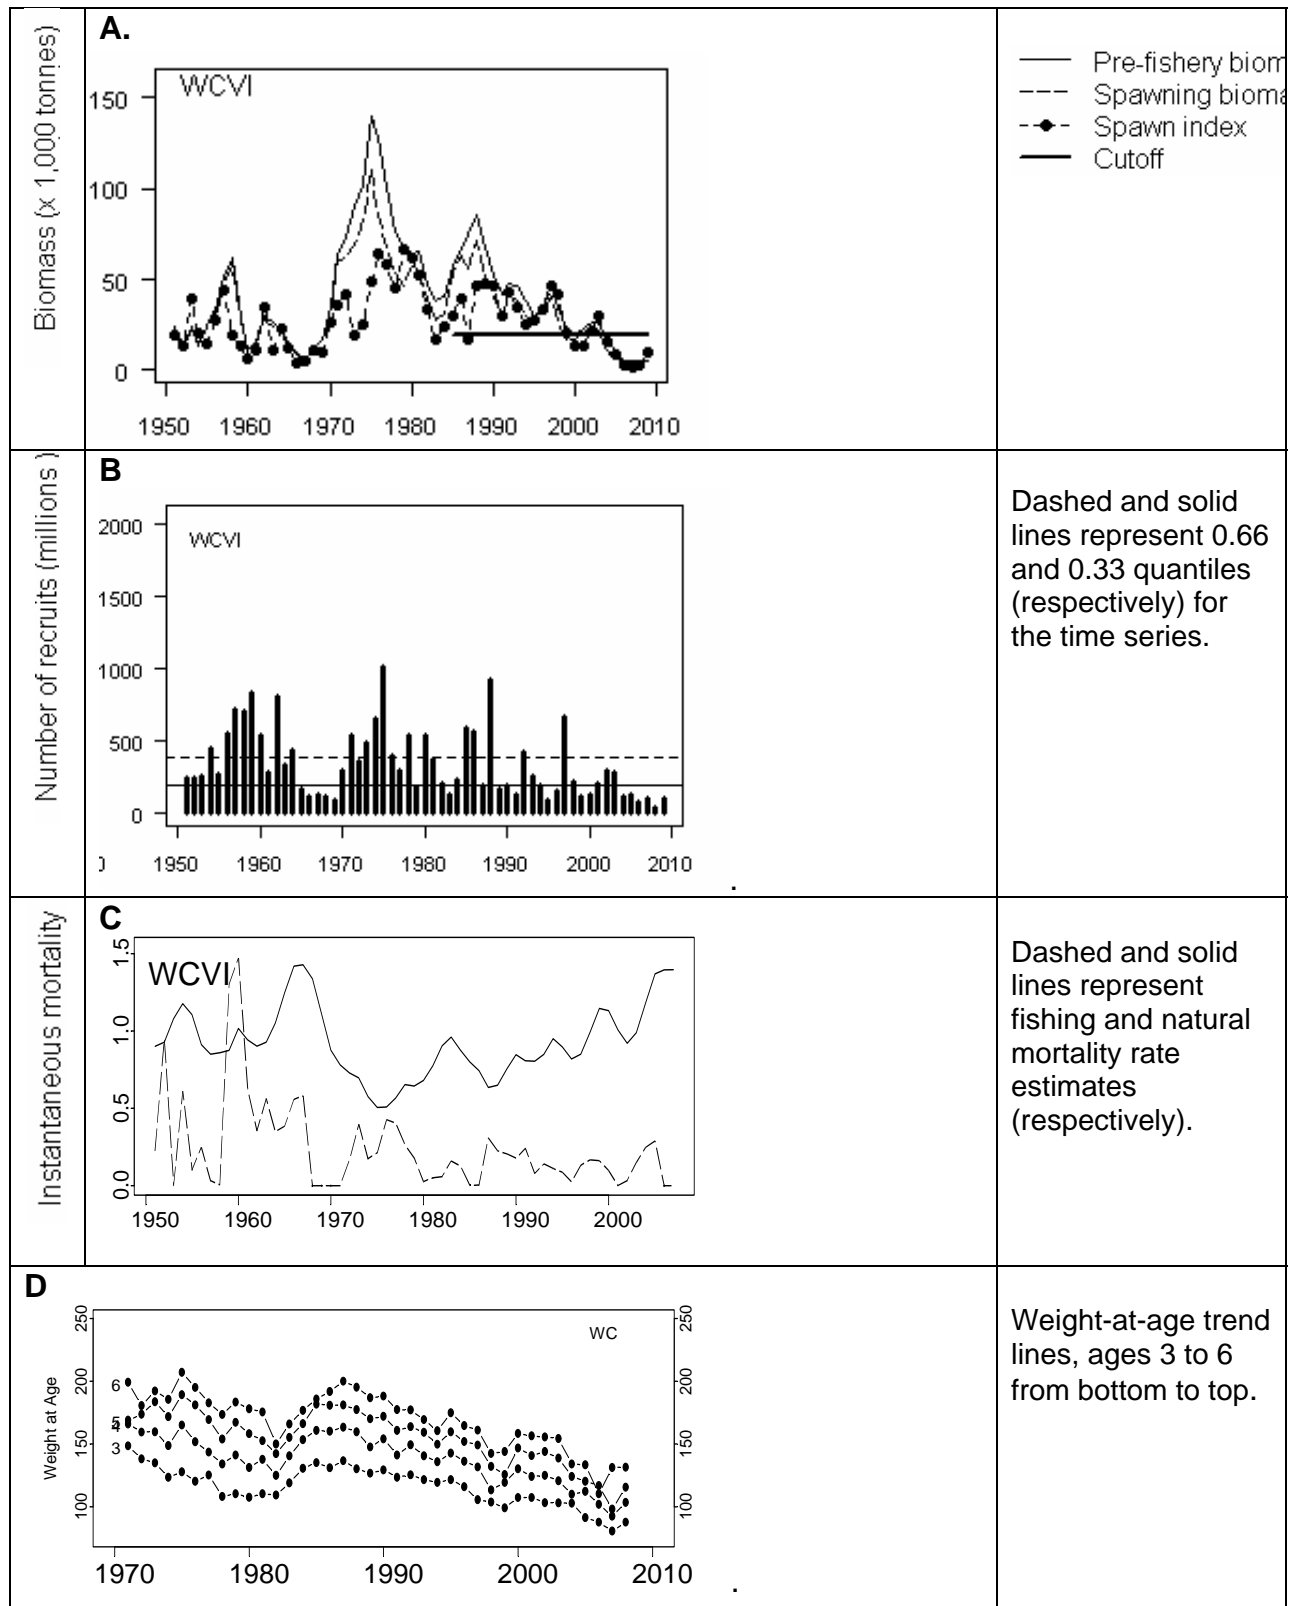 A.
Biomass (x 1,000 tonnes)
WCVI
150
100
50
0
1950 1960 1970 1980 1990 2000 2010
Pre-fishery biom
Spawning bioma
Spawn index
Cutoff
B
Number of recruits (millions )
WCVI
2000
1500
1000
500
0
0 1950 1960 1970 1980 1990 2000 2010
.
Dashed and solid
lines represent 0.66
and 0.33 quantiles
(respectively) for
the time series.
C
Instantaneous mortality
WCVI
1.5
1.0
0.5
0.0
1950 1960 1970 1980 1990 2000
Dashed and solid
lines represent
fishing and natural
mortality rate
estimates
(respectively).
D
Weight at Age
WC
250 250
200 200
150 150
100 100
6
5
4
3
1970 1980 1990 2000 2010
.
Weight-at-age trend
lines, ages 3 to 6
from bottom to top.